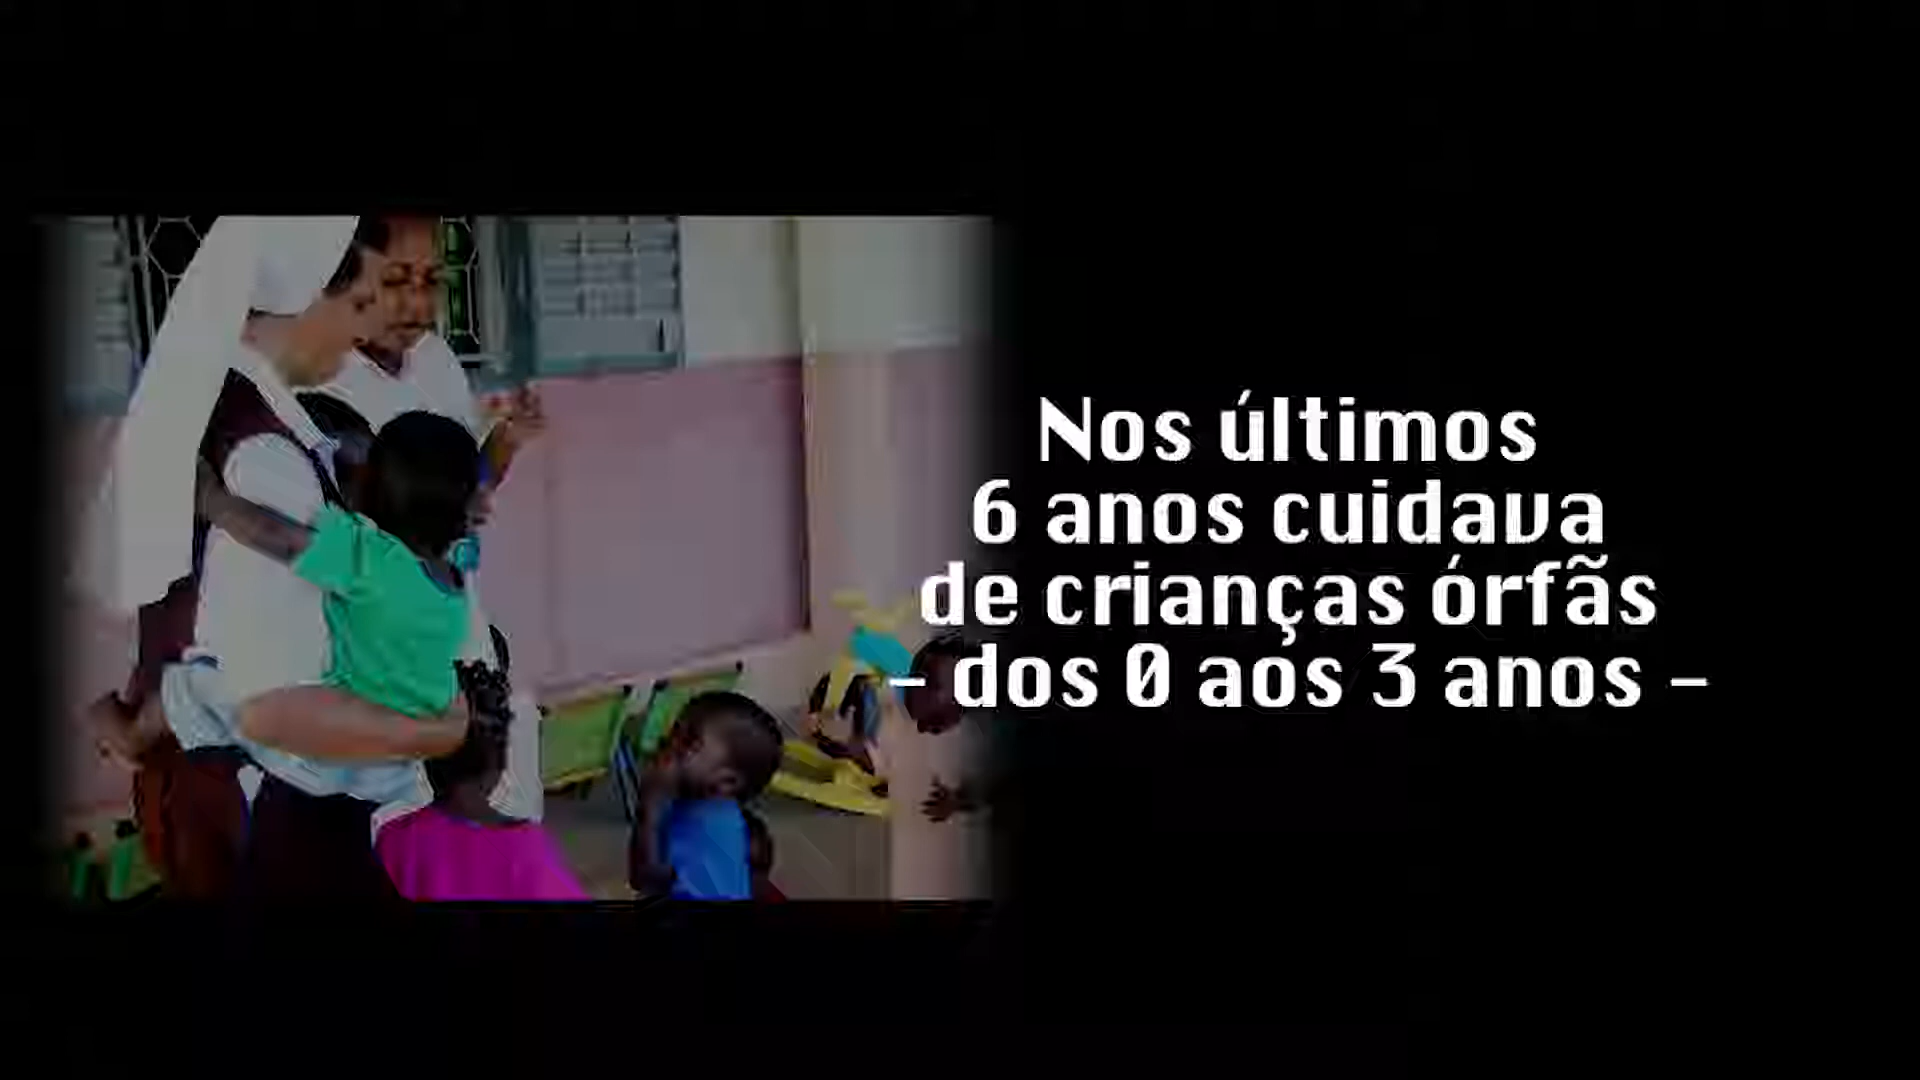 Nos últimos
6 anos cuidava
de crianças órfãs
- dos 0 aos 3 anos -